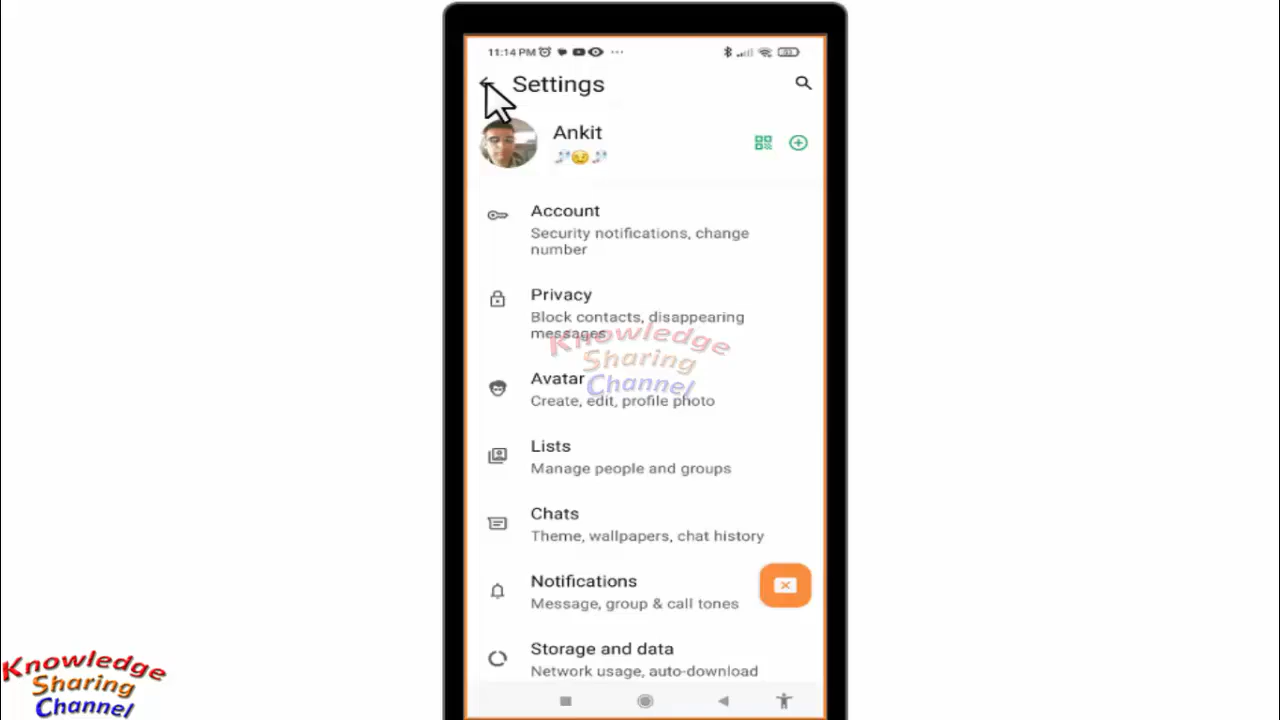 11:14 PM
Settings
Ankit
Account
Security notifications, change
number
Privacy
Block contacts, disappearing
messages
Knowledge
Sharing
Channel
Avatar
Create, edit, profile photo
Lists
Manage people and groups
Chats
Theme, wallpapers, chat history
Notifications
Message, group & call tones
Storage and data
Network usage, auto-download
Knowledge
Sharing
Channel